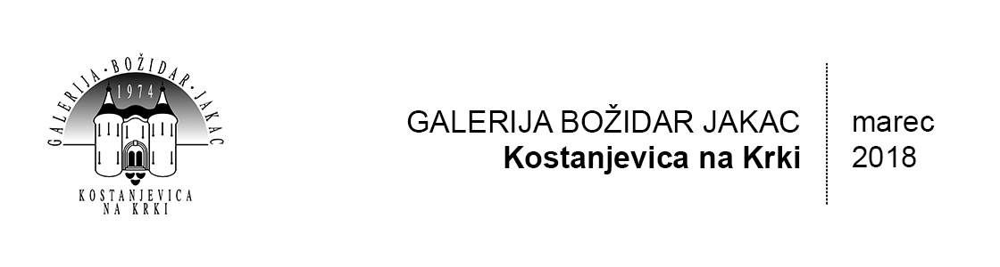 GALERIJA · BOŽIDAR · JAKAC
1974
KOSTANJEVICA
NA KRKI
GALERIJA BOŽIDAR JAKAC
Kostanjevica na Krki
marec
2018